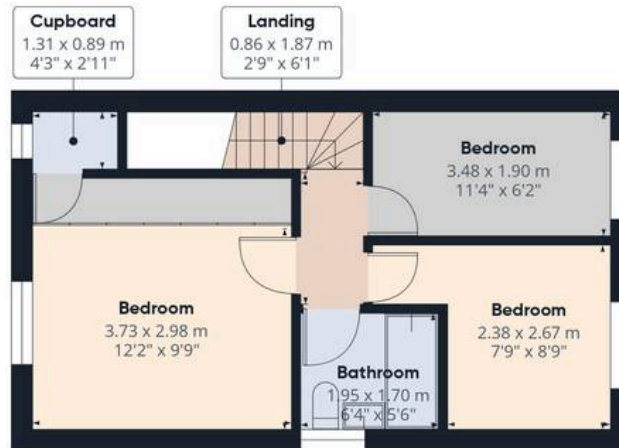 Cupboard
1.31 x 0.89 m
4'3" x 2'11"
Landing
0.86 x 1.87 m
2'9" x 6'1"
Bedroom
3.48 x 1.90 m
11'4" x 6'2"
Bedroom
3.73 x 2.98 m
12'2" x 9'9"
Bedroom
2.38 x 2.67 m
7'9" x 8'9"
Bathroom
1.95 x 1.70 m
6'4" x 5'6"